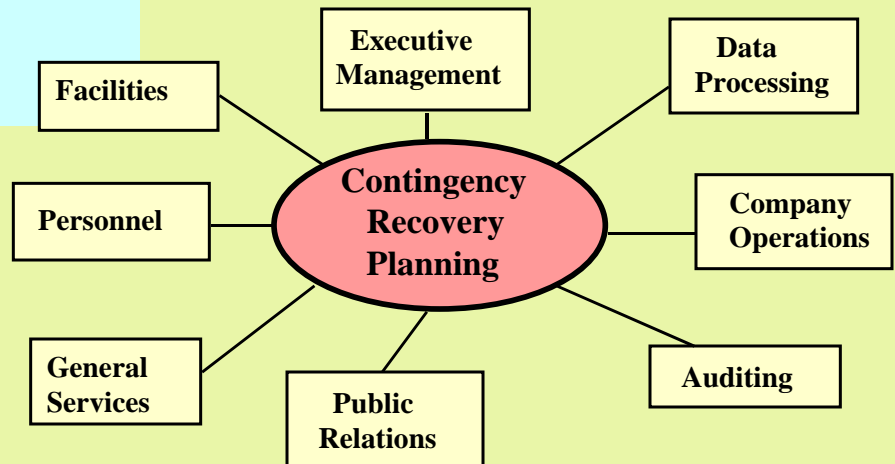 Executive
Management
Data
Processing
Facilities
Contingency
Recovery
Planning
Personnel
Company
Operations
General
Services
Public
Relations
Auditing